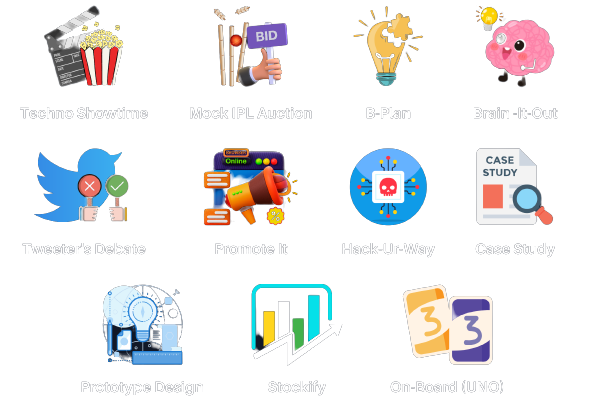 BID
Techno Showtime
Mock IPL Auction
B-Plan
Brain -It-Out
Online
CASE
STUDY
Tweeter's Debate
Promote It
Hack-Ur-Way
Case Study
3
3
Prototype Design
Stockify
On-Board (UNO)